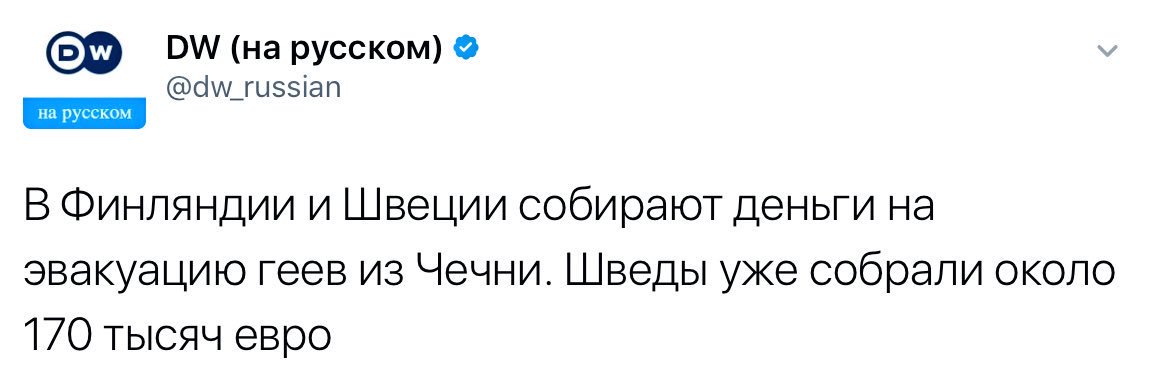 DW
DW (на русском)
@dw_russian
на русском
В Финляндии и Швеции собирают деньги на
эвакуацию геев из Чечни. Шведы уже собрали около
170 тысяч евро